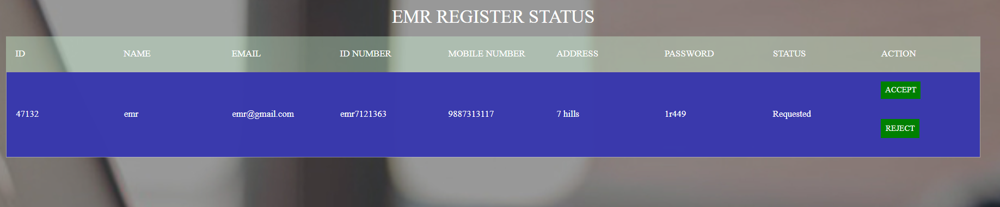 EMR REGISTER STATUS
ID NAME EMAIL ID NUMBER MOBILE NUMBER ADDRESS PASSWORD STATUS ACTION
ACCEPT
47132 emr emr@gmail.com emr7121363 9887313117 7 hills 1r449 Requested
REJECT